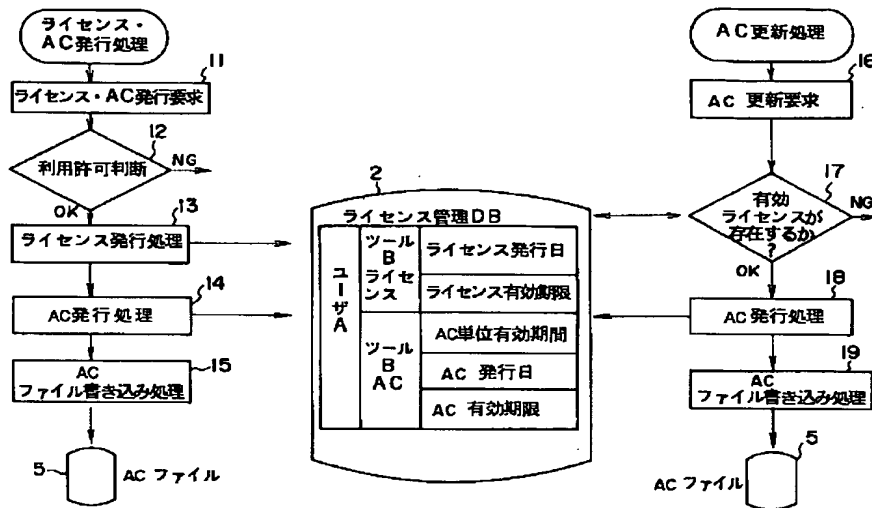 ライセンス・
AC発行処理
11
ライセンス・AC発行要求
12
利用許可判断
NG
OK
13
ライセンス発行処理
14
AC発行処理
15
AC
ファイル書き込み処理
5
AC ファイル
2
ライセンス管理DB
ユーザA
ツール
B
ライセンス
ライセンス発行日
ライセンス有効期限
ツール
B
AC
AC単位有効期間
AC 発行日
AC 有効期限
AC更新処理
16
AC 更新要求
17
有効
ライセンスが
存在するか
?
NG
OK
18
AC発行処理
19
AC
ファイル書き込み処理
5
AC ファイル